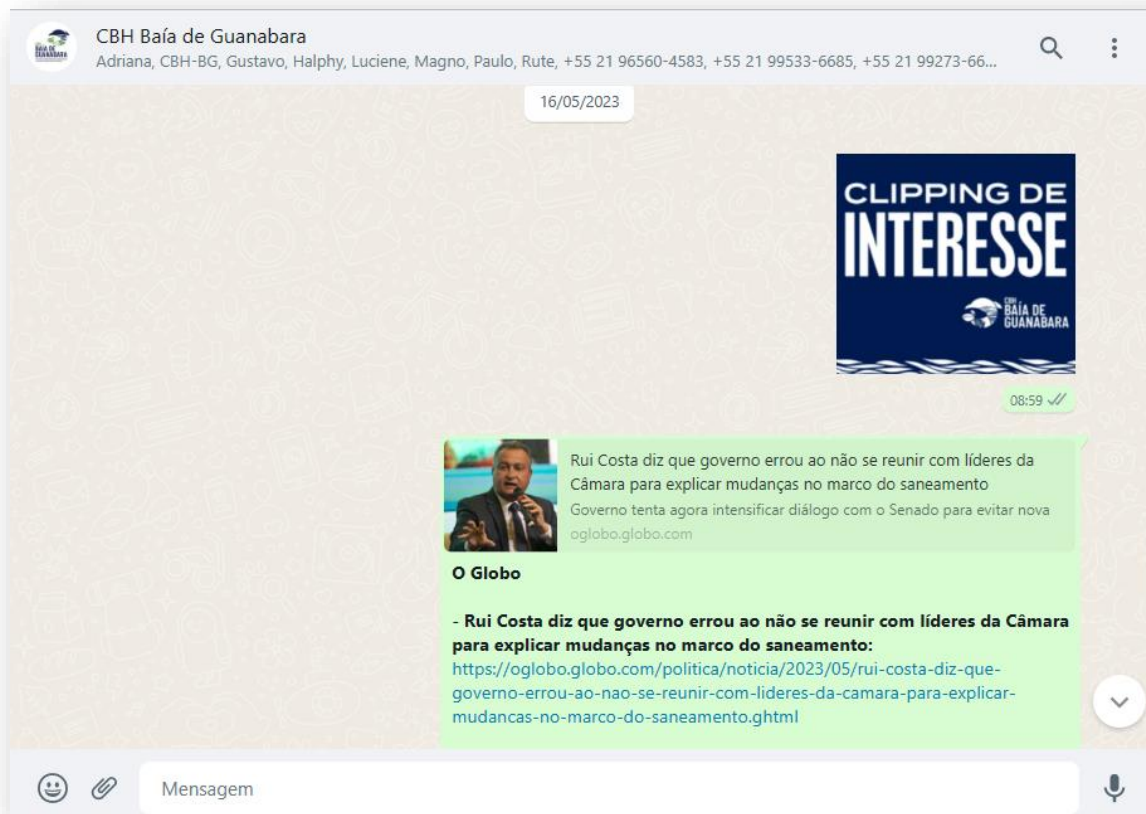 CBH Baía de Guanabara
Adriana, CBH-BG, Gustavo, Halphy, Luciene, Magno, Paulo, Rute, +55 21 96560-4583, +55 21 99533-6685, +55 21 99273-66...
16/05/2023
CLIPPING DE
INTERESSE
CBH
BAÍA DE
GUANABARA
08:59
Rui Costa diz que governo errou ao não se reunir com líderes da
Câmara para explicar mudanças no marco do saneamento
Governo tenta agora intensificar diálogo com o Senado para evitar nova
oglobo.globo.com
O Globo
- Rui Costa diz que governo errou ao não se reunir com líderes da Câmara
para explicar mudanças no marco do saneamento:
https://oglobo.globo.com/politica/noticia/2023/05/rui-costa-diz-que-
governo-errou-ao-nao-se-reunir-com-lideres-da-camara-para-explicar-
mudancas-no-marco-do-saneamento.ghtml
Mensagem